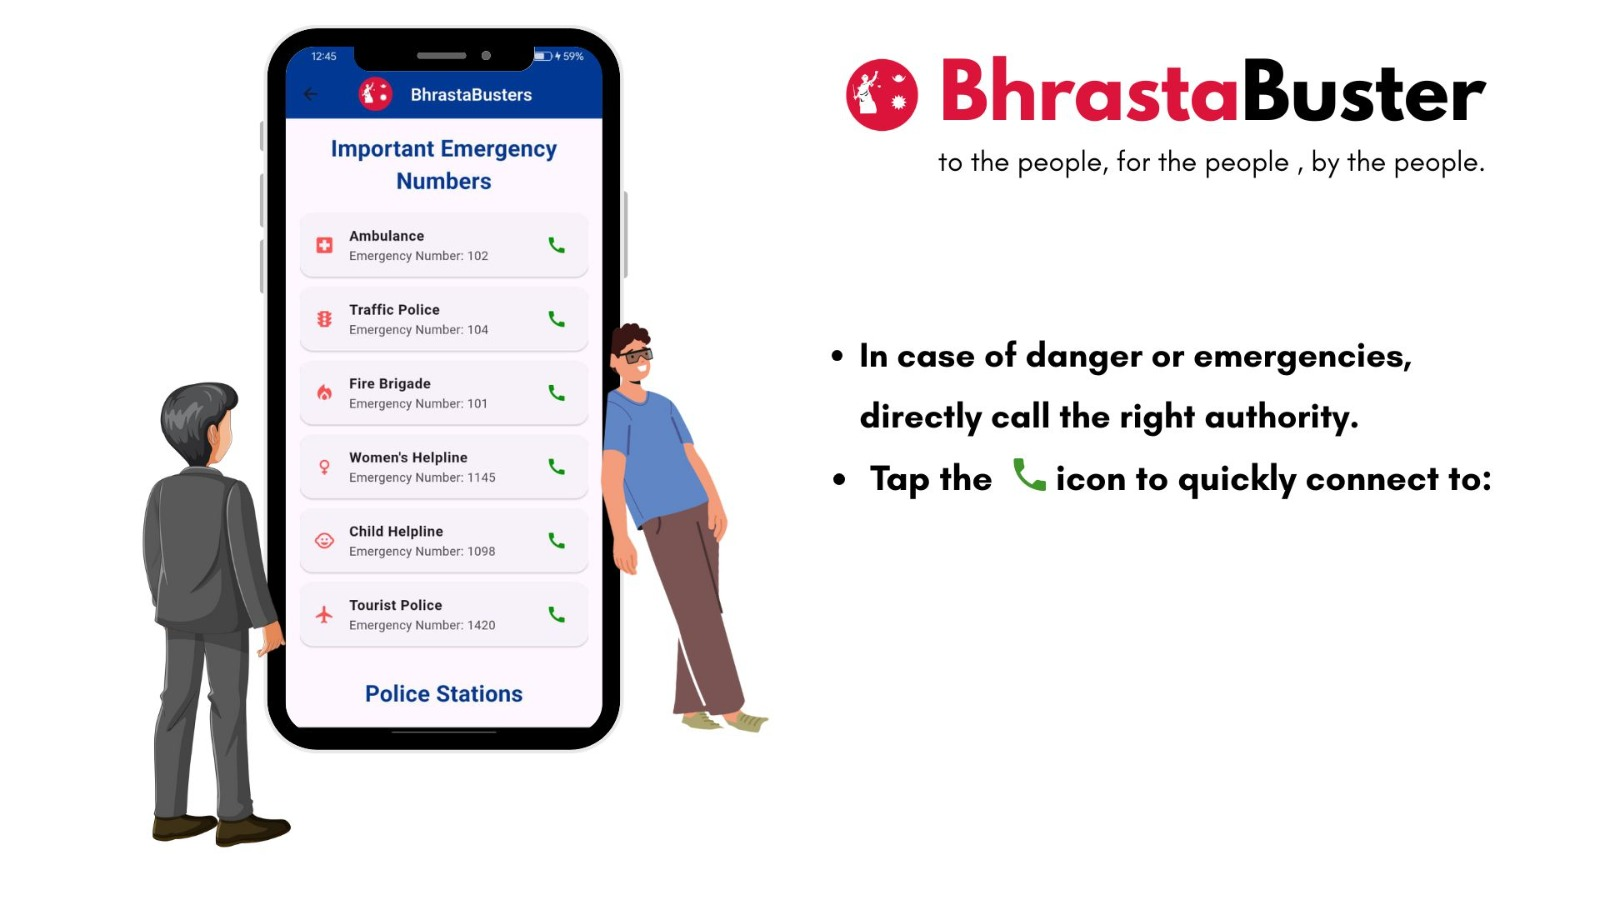 12:45
59%
BhrastaBusters
Important Emergency
Numbers
Ambulance
Emergency Number: 102
Traffic Police
Emergency Number: 104
Fire Brigade
Emergency Number: 101
Women's Helpline
Emergency Number: 1145
Child Helpline
Emergency Number: 1098
Tourist Police
Emergency Number: 1420
Police Stations
BhrastaBuster
to the people, for the people , by the people.
• In case of danger or emergencies,
directly call the right authority.
• Tap the icon to quickly connect to: